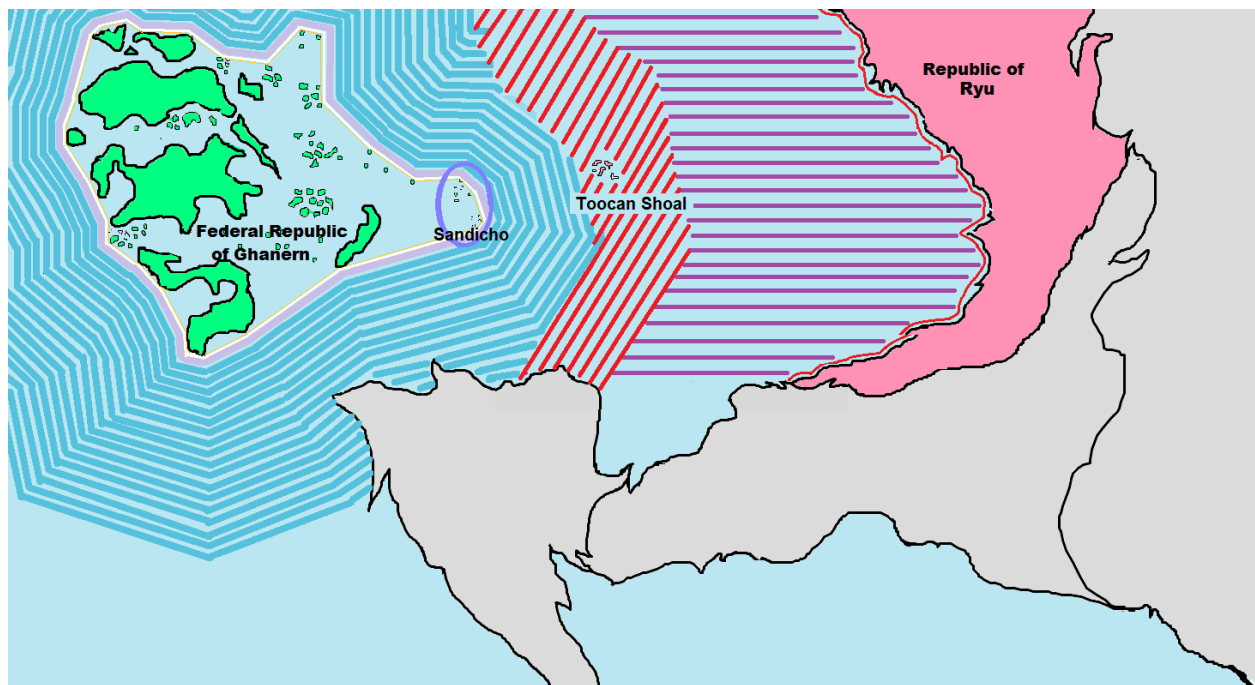 Republic of
Ryu
Toocan Shoal
Federal Republic
of Ghanern
Sandicho